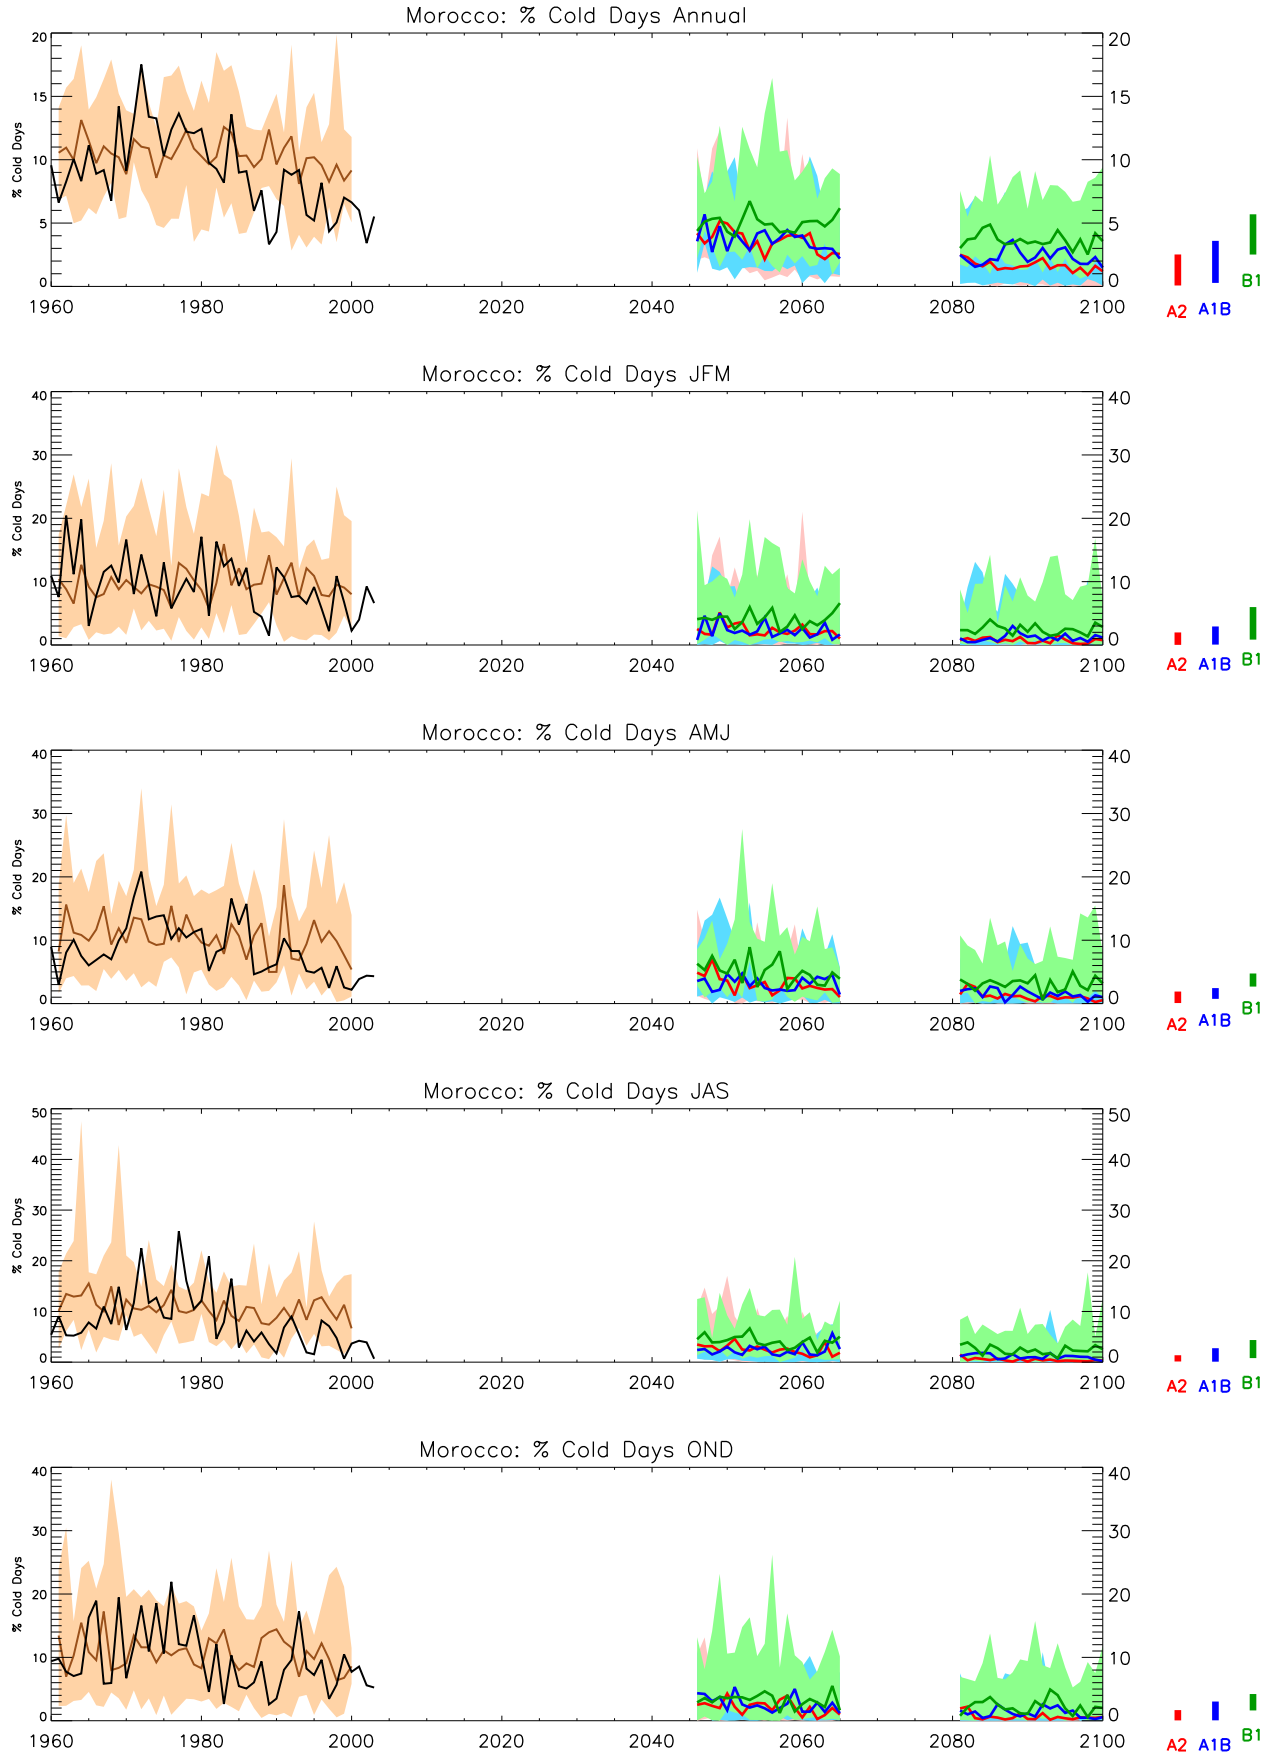 Morocco: % Cold Days Annual
20 15 10 5 0
% Cold Days
20 15 10 5 0
1960 1980 2000 2020 2040 2060 2080 2100
A2 A1B B1
Morocco: % Cold Days JFM
40 30 20 10 0
% Cold Days
40 30 20 10 0
1960 1980 2000 2020 2040 2060 2080 2100
A2 A1B B1
Morocco: % Cold Days AMJ
40 30 20 10 0
% Cold Days
40 30 20 10 0
1960 1980 2000 2020 2040 2060 2080 2100
A2 A1B B1
Morocco: % Cold Days JAS
50 40 30 20 10 0
% Cold Days
50 40 30 20 10 0
1960 1980 2000 2020 2040 2060 2080 2100
A2 A1B B1
Morocco: % Cold Days OND
40 30 20 10 0
% Cold Days
40 30 20 10 0
1960 1980 2000 2020 2040 2060 2080 2100
A2 A1B B1